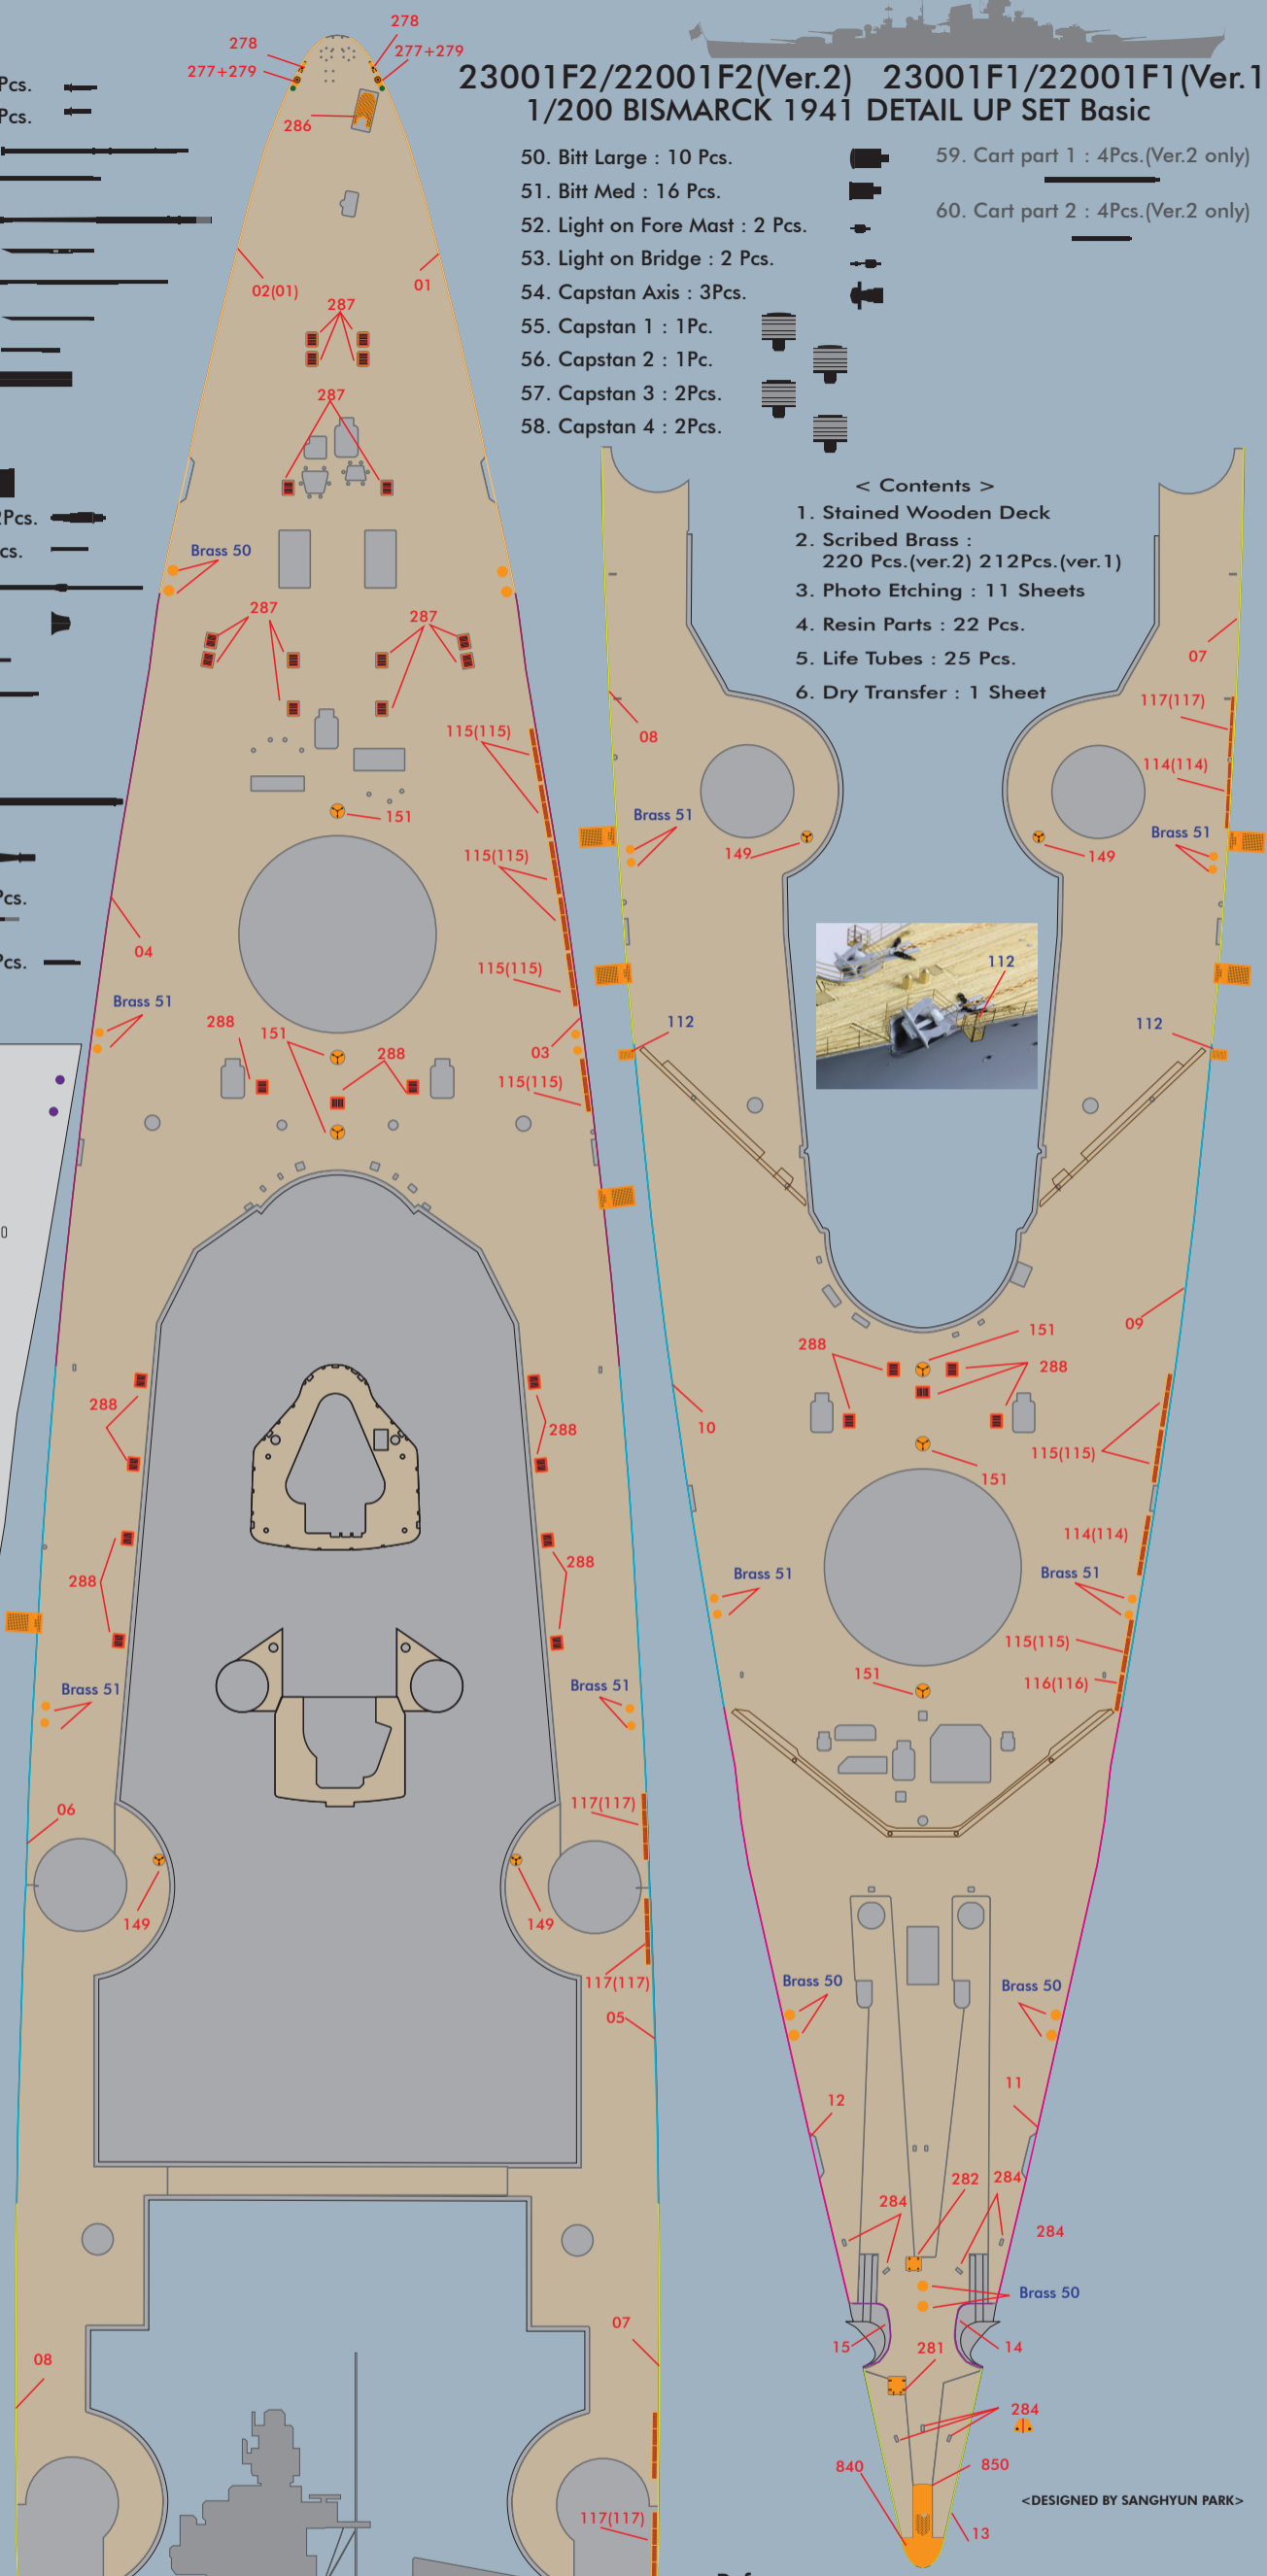 278
278
277+279
277+279
286
23001F2/22001F2(Ver.2) 23001F1/22001F1(Ver.1
1/200 BISMARCK 1941 DETAIL UP SET Basic
Pcs.
Pcs.
50. Bitt Large : 10 Pcs.
51. Bitt Med : 16 Pcs.
52. Light on Fore Mast : 2 Pcs.
53. Light on Bridge : 2 Pcs.
54. Capstan Axis : 3Pcs.
55. Capstan 1 : 1Pc.
56. Capstan 2 : 1Pc.
57. Capstan 3 : 2Pcs.
58. Capstan 4 : 2Pcs.
59. Cart part 1 : 4Pcs.(Ver.2 only)
60. Cart part 2 : 4Pcs.(Ver.2 only)
< Contents >
1. Stained Wooden Deck
2. Scribed Brass :
220 Pcs.(ver.2) 212Pcs.(ver.1)
3. Photo Etching : 11 Sheets
4. Resin Parts : 22 Pcs.
5. Life Tubes : 25 Pcs.
6. Dry Transfer : 1 Sheet
02(01)
01
287
287
2Pcs.
cs.
Brass 50
287
287
115(115)
151
115(115)
Pcs.
04
Pcs.
115(115)
Brass 51
288
151
288
03
115(115)
288
288
288
288
Brass 51
Brass 51
06
117(117)
149
149
117(117)
05
07
08
117(117)
07
08
117(117)
114(114)
Brass 51
Brass 51
149
149
112
112
112
09
151
288
288
10
115(115)
151
114(114)
Brass 51
Brass 51
115(115)
151
116(116)
Brass 50
Brass 50
12
11
282
284
284
284
Brass 50
15
281
14
284
840
850
13
<DESIGNED BY SANGHYUN PARK>